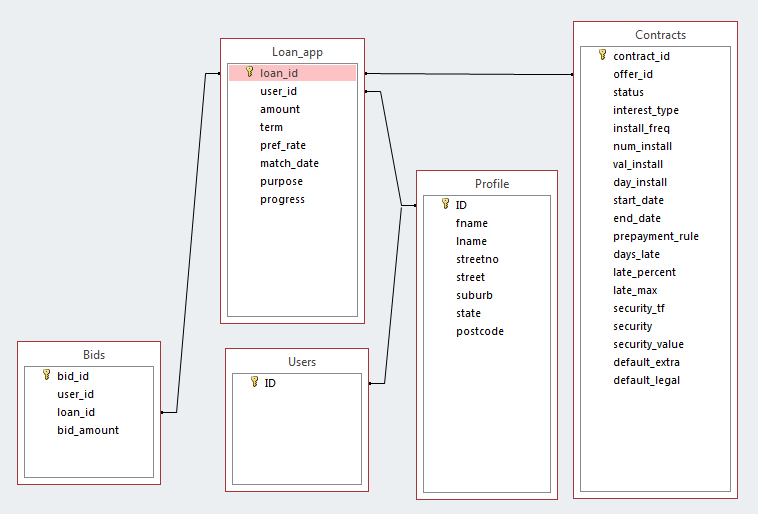 Loan_app
loan_id
user_id
amount
term
pref_rate
match_date
purpose
progress
Contracts
contract_id
offer_id
status
interest_type
install_freq
num_install
val_install
day_install
start_date
end_date
prepayment_rule
days_late
late_percent
late_max
security_tf
security
security_value
default_extra
default_legal
Profile
ID
fname
lname
streetno
street
suburb
state
postcode
Bids
bid_id
user_id
loan_id
bid_amount
Users
ID